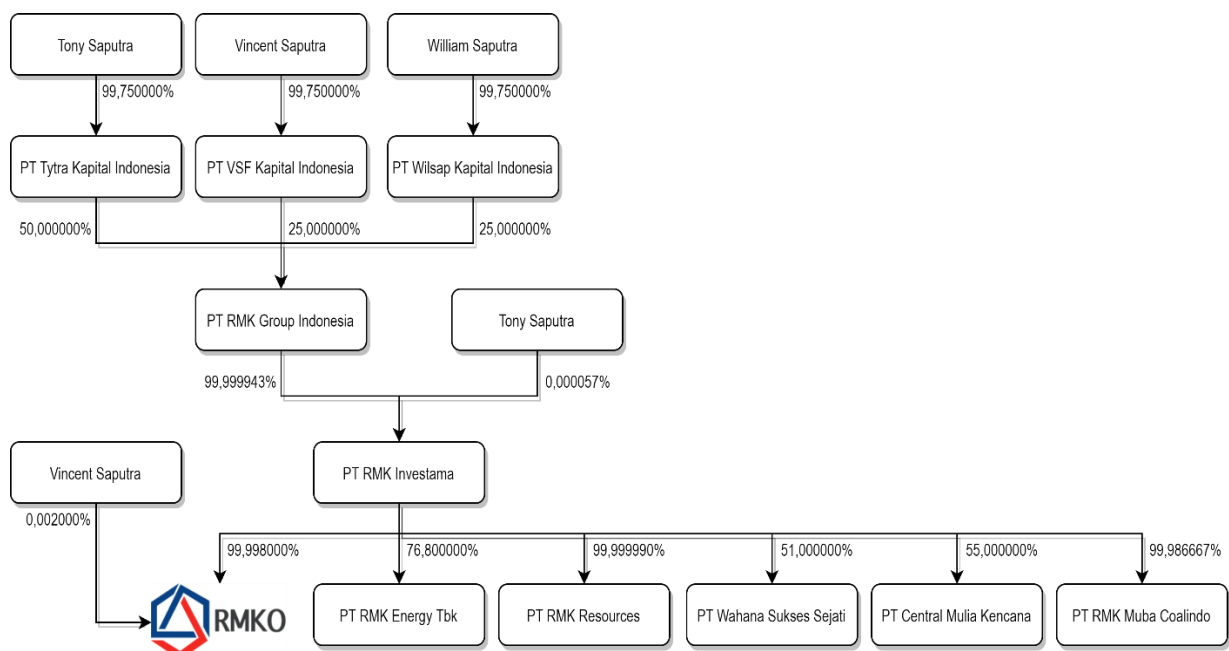 Tony Saputra
Vincent Saputra
William Saputra
99,750000%
99,750000%
99,750000%
PT Tytra Kapital Indonesia
PT VSF Kapital Indonesia
PT Wilsap Kapital Indonesia
50,000000%
25,000000%
25,000000%
PT RMK Group Indonesia
Tony Saputra
99,999943%
0,000057%
Vincent Saputra
PT RMK Investama
0,002000%
99,998000%
76,800000%
99,999990%
51,000000%
55,000000%
99,986667%
RMKO
PT RMK Energy Tbk
PT RMK Resources
PT Wahana Sukses Sejati
PT Central Mulia Kencana
PT RMK Muba Coalindo